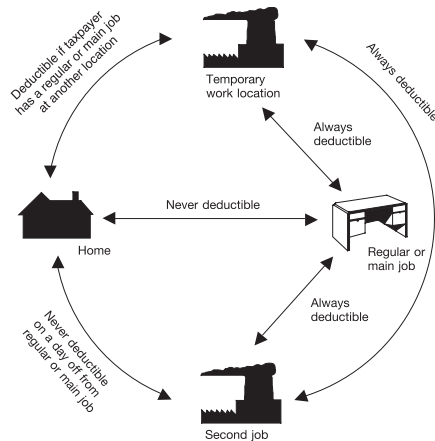 Deductible if taxpayer
has a regular or main job
at another location
Temporary
work location
Always deductible
Always
deductible
Never deductible
Home
Regular or
main job
Always
deductible
Never deductible
on a day off from
regular or main job
Second job